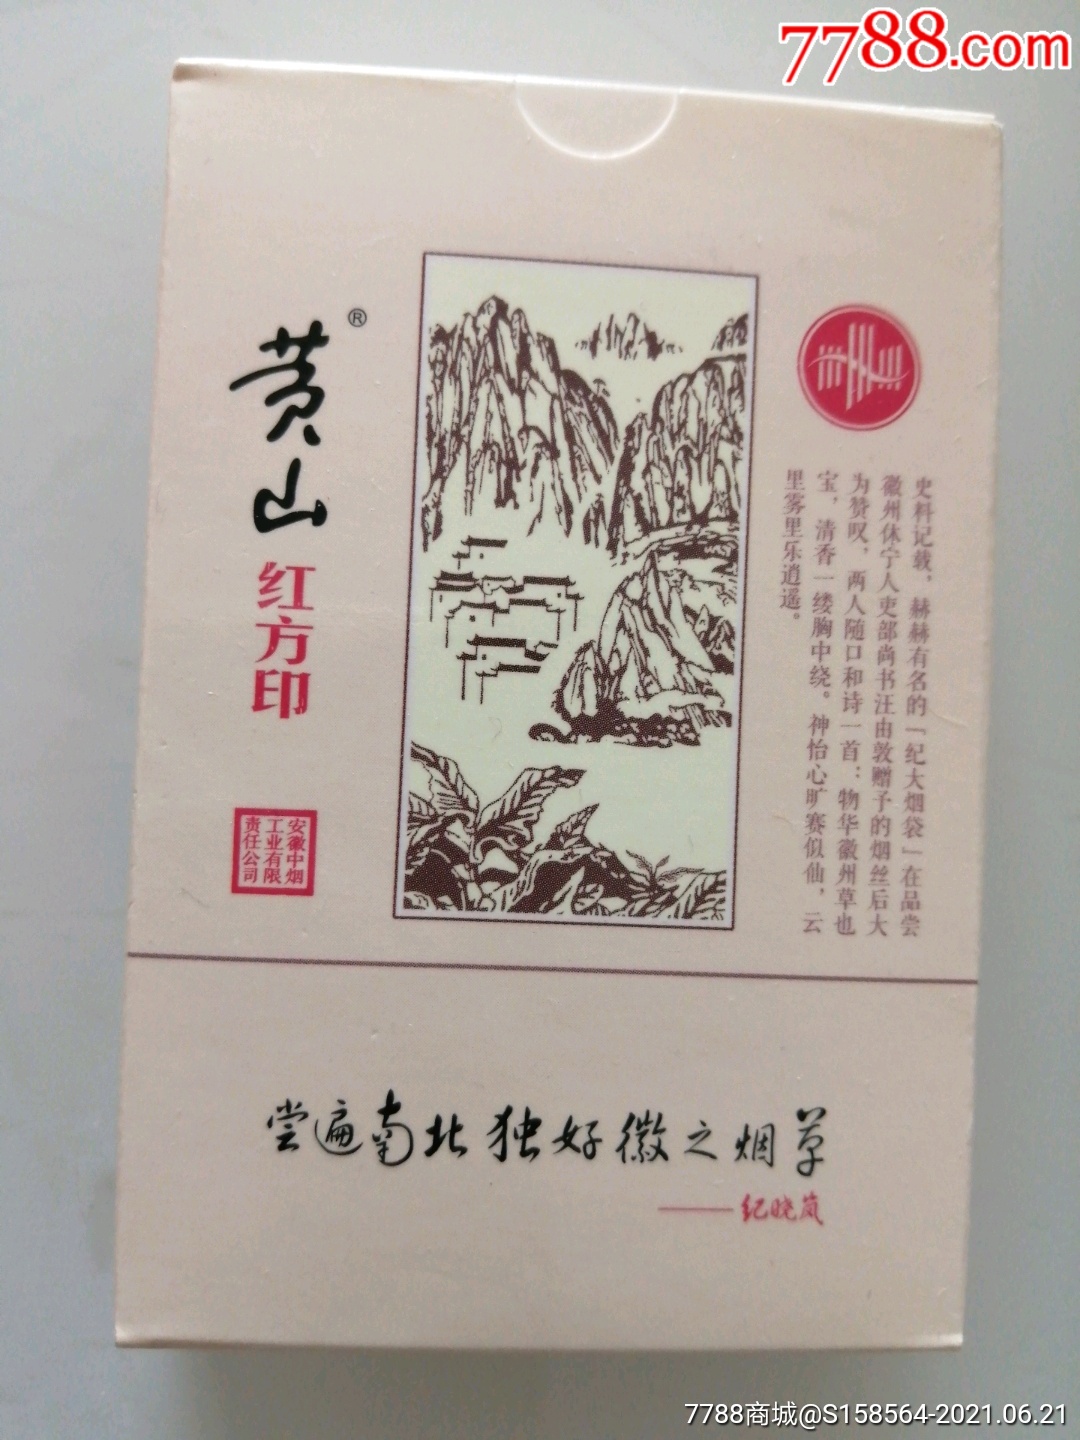 7788.com
黄山®
红方印
安徽中烟
工业有限
责任公司
史料记载，赫赫有名的「纪大烟袋」在品尝
徽州休宁人吏部尚书汪由敦赠予的烟丝后大
为赞叹，两人随口和诗一首：物华徽州草也
宝，清香一缕胸中绕。神怡心旷赛似仙，云
里雾里乐逍遥。
尝遍南北独好徽之烟草
——纪晓岚
7788商城@S158564-2021.06.21